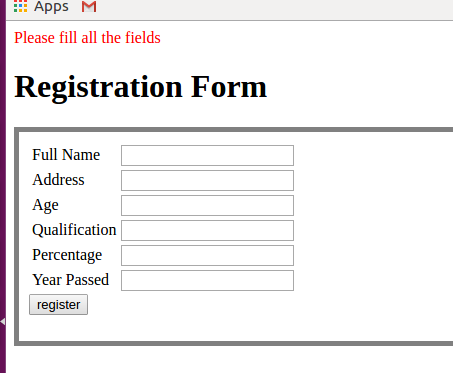 Apps
Please fill all the fields
Registration Form
Full Name
Address
Age
Qualification
Percentage
Year Passed
register